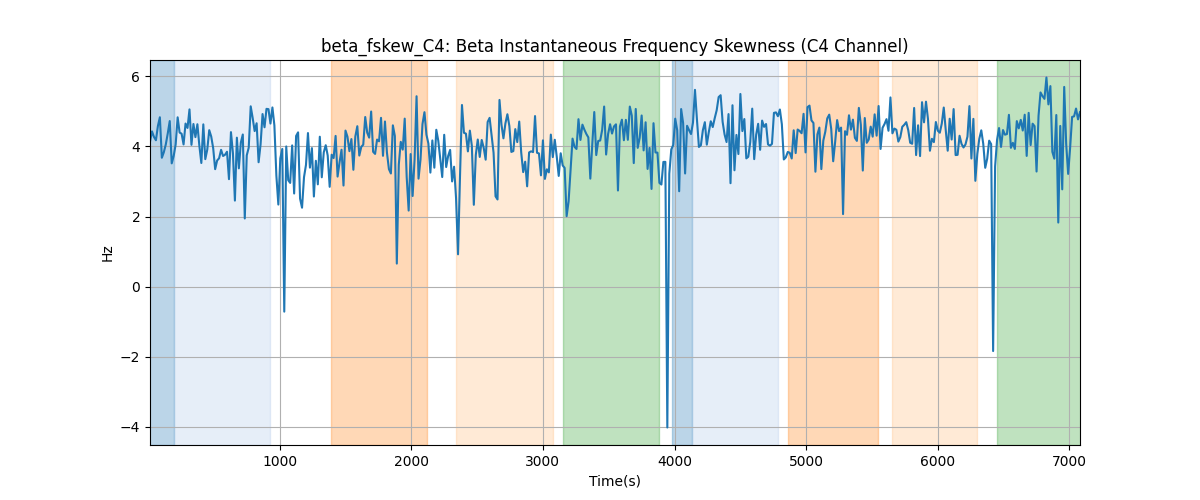 beta_fskew_C4: Beta Instantaneous Frequency Skewness (C4 Channel)
6
4
2
0
−2
−4
Hz
1000 2000 3000 4000 5000 6000 7000
Time(s)